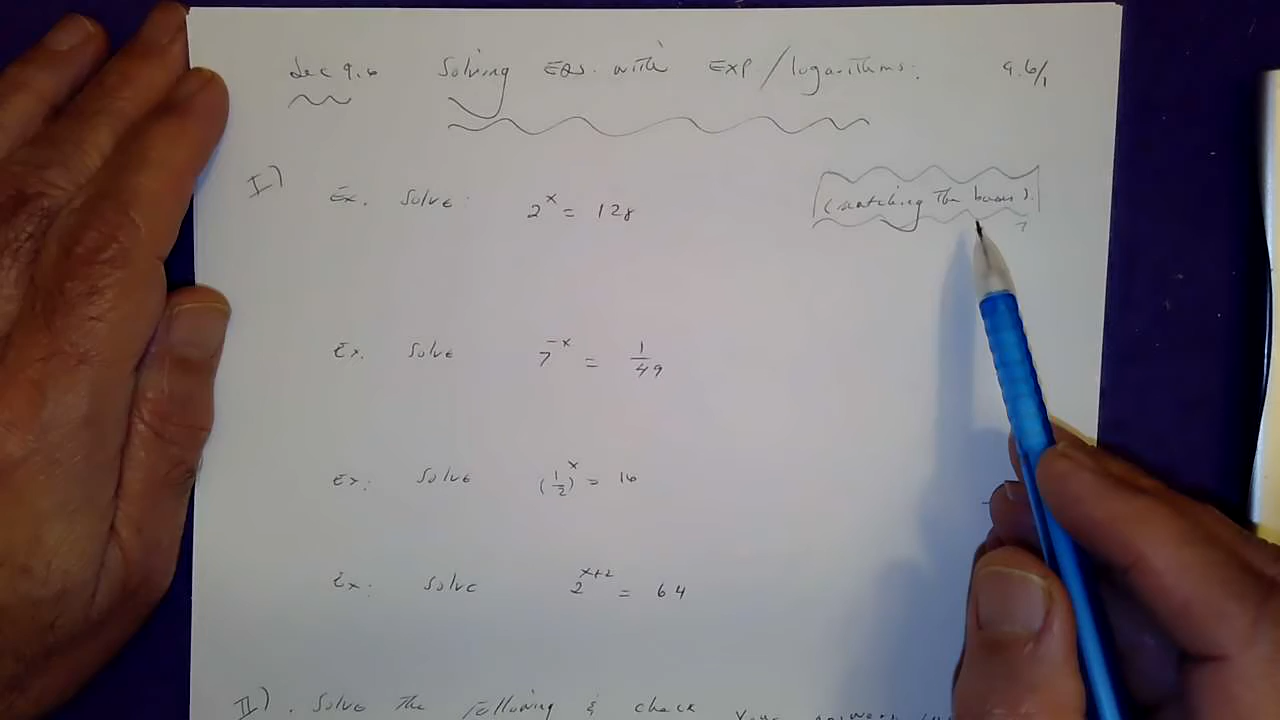 Sec 9.6 Solving EQS. with EXP/logarithms. 9.6/1
I) Ex. Solve: 2^x = 128 (matching the bases).
Ex. Solve 7^-x = 1/49
Ex: Solve (1/2)^x = 16
Ex: Solve 2^x+2 = 64
II). Solve the following & check your answers